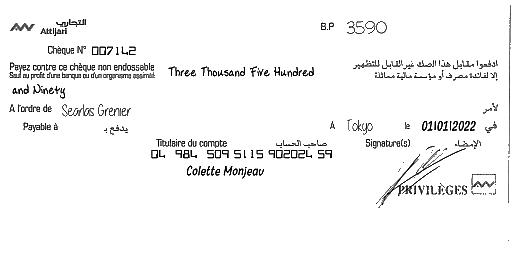 التجاري
Attijari
B.P 3590
Chèque N° 007142
Payez contre ce chèque non endossable
Sauf au profit d'une banque ou d'un organisme assimilé
Three Thousand Five Hundred
ادفعوا مقابل هذا الصك غير القابل للتظهير
إلا لفائدة مصرف أو مؤسسة مالية مماثلة
and Ninety
A l'ordre de Searlas Grenier
لأمر
Payable à يدفع بـ
A Tokyo le 01/01/2022 في
Titulaire du compte صاحب الحساب
Signature(s) الإمضاء
04 984 509 5115 902024 59
Colette Monjeau
PRIVILÈGES